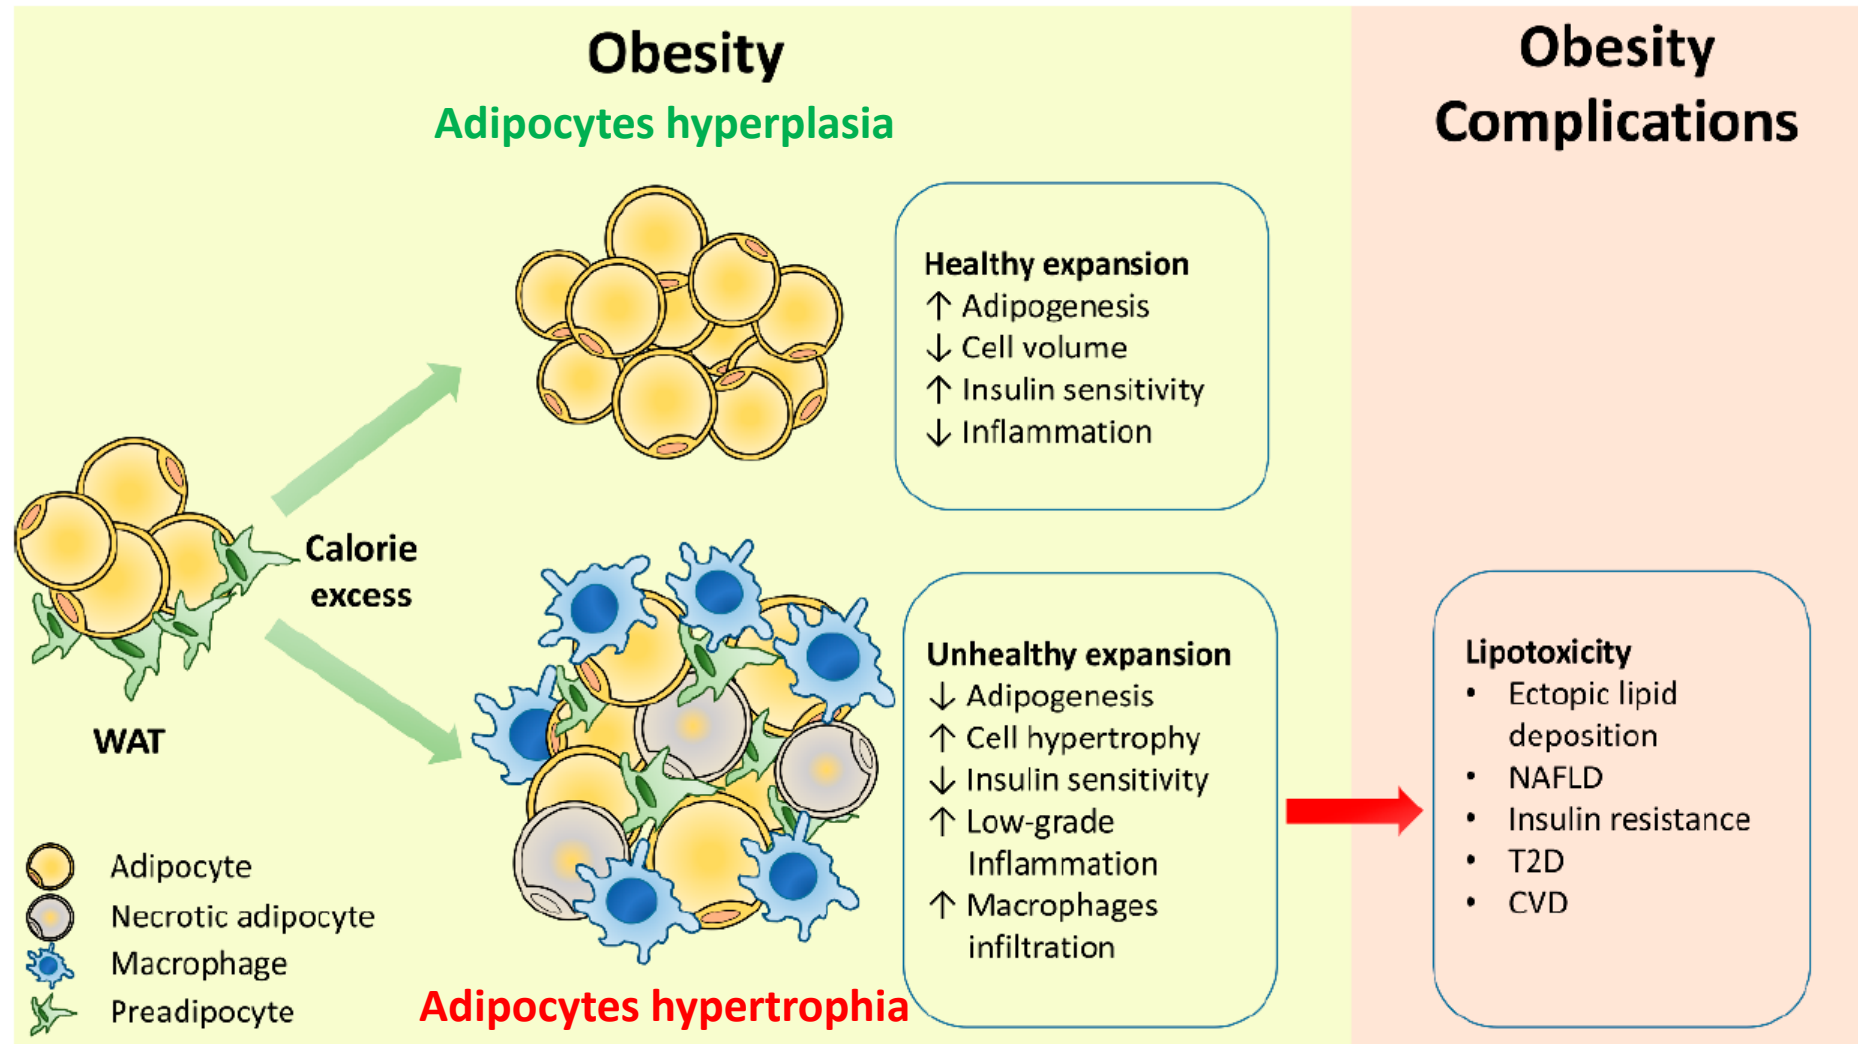 Obesity
Adipocytes hyperplasia
Healthy expansion
↑ Adipogenesis
↓ Cell volume
↑ Insulin sensitivity
↓ Inflammation
Calorie
excess
WAT
Unhealthy expansion
↓ Adipogenesis
↑ Cell hypertrophy
↓ Insulin sensitivity
↑ Low-grade
Inflammation
↑ Macrophages
infiltration
Adipocyte
Necrotic adipocyte
Macrophage
Preadipocyte
Adipocytes hypertrophia
Obesity
Complications
Lipotoxicity
• Ectopic lipid
deposition
• NAFLD
• Insulin resistance
• T2D
• CVD